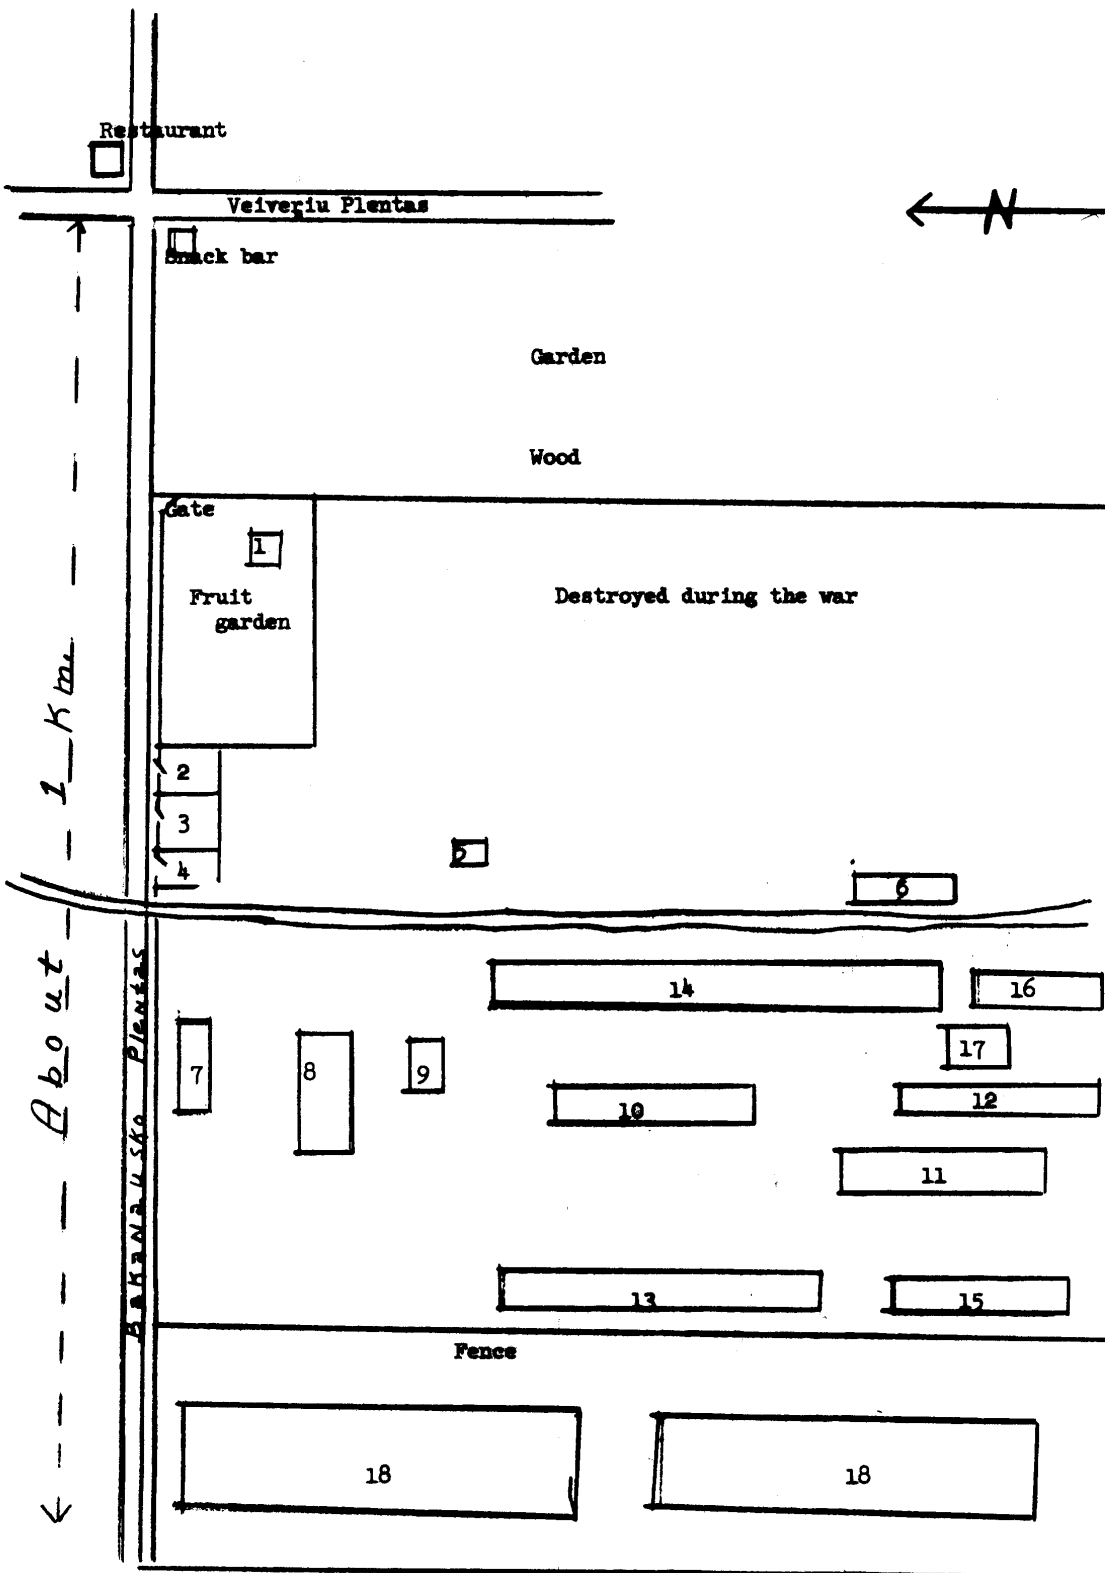 Restaurant
Veiveriu Plentas
N
Snack bar
Garden
Wood
Gate
1
Fruit
garden
Destroyed during the war
2
3
4
5
6
About 1 Km.
Bakanausko Plentas
14
16
7
8
9
17
10
12
11
13
15
Fence
18
18